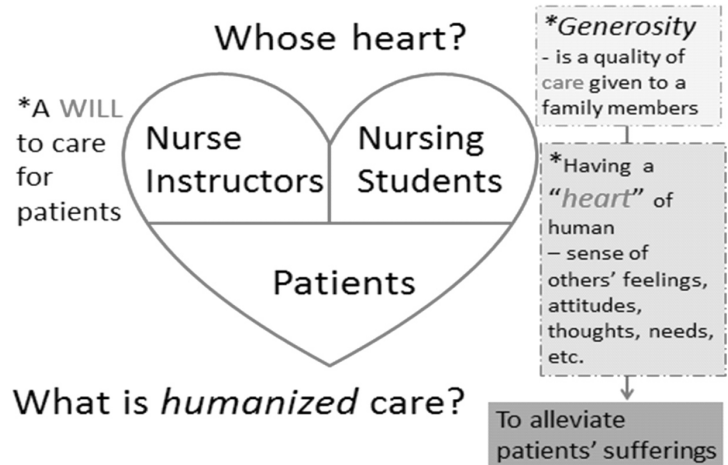 Whose heart?
*A WILL
to care
for
patients
Nurse
Instructors
Nursing
Students
Patients
What is humanized care?
*Generosity
- is a quality of
care given to a
family members
*Having a
“heart” of
human
– sense of
others’ feelings,
attitudes,
thoughts, needs,
etc.
To alleviate
patients’ sufferings